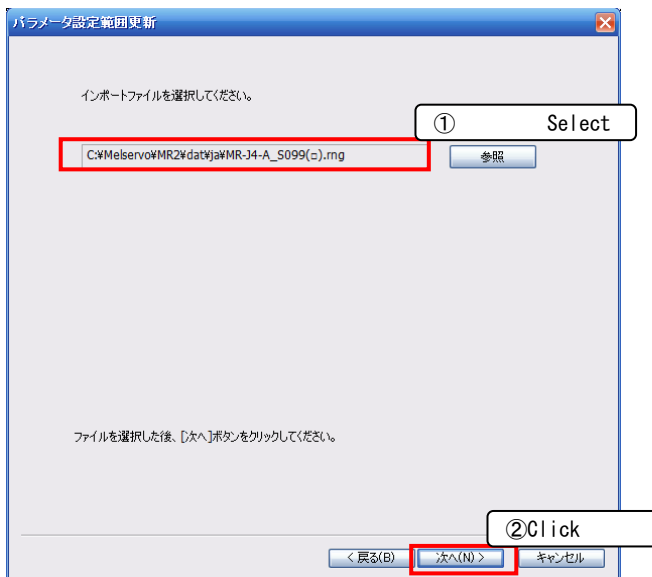 パラメータ設定範囲更新
インポートファイルを選択してください。
① Select
C:¥Melservo¥MR2¥dat¥ja¥MR-J4-A_S099(□).rng
参照
ファイルを選択した後、[次へ]ボタンをクリックしてください。
②Click
< 戻る(B)
次へ(N) >
キャンセル